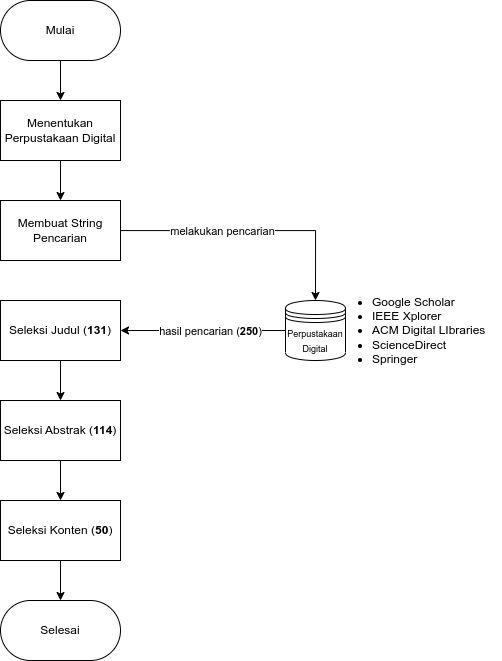 Mulai
Menentukan
Perpustakaan Digital
Membuat String
Pencarian
melakukan pencarian
Perpustakaan
Digital
• Google Scholar
• IEEE Xplorer
• ACM Digital LIbraries
• ScienceDirect
• Springer
hasil pencarian (250)
Seleksi Judul (131)
Seleksi Abstrak (114)
Seleksi Konten (50)
Selesai